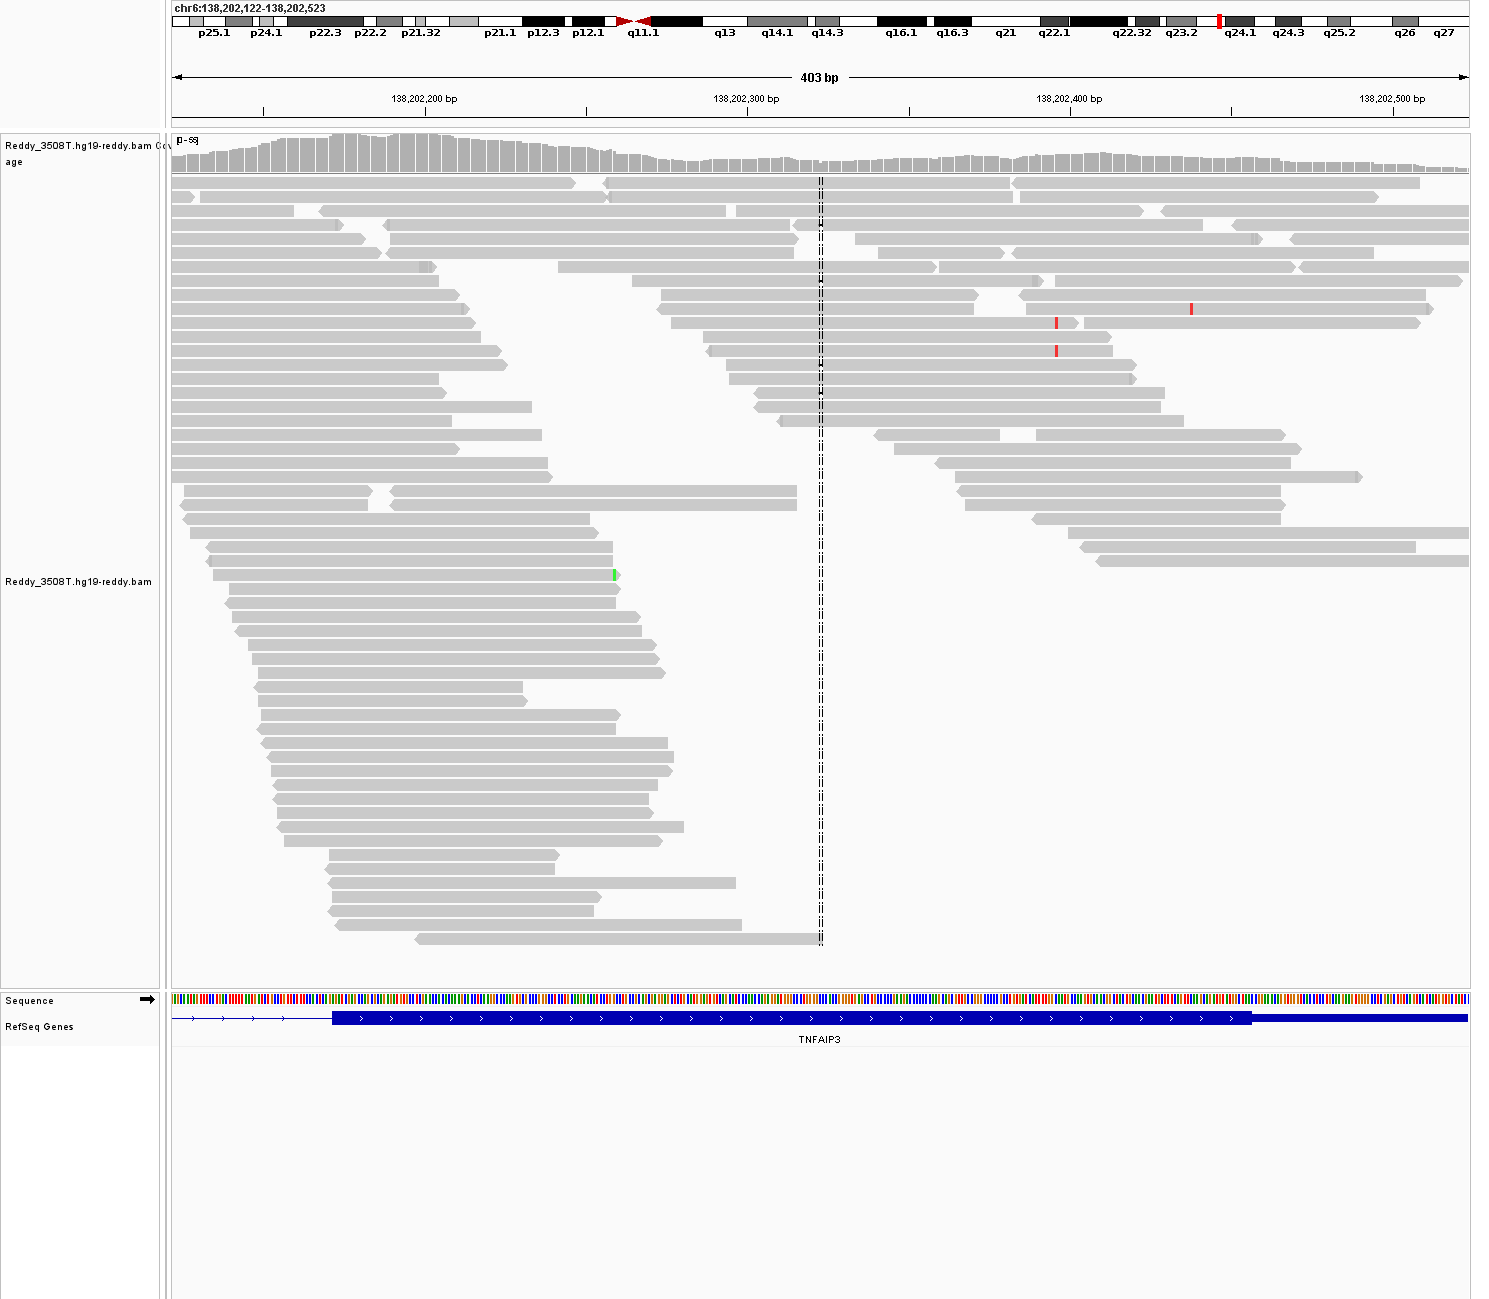 chr6:138,202,122-138,202,523
p25.1 p24.1 p22.3 p22.2 p21.32 p21.1 p12.3 p12.1 q11.1 q13 q14.1 q14.3 q16.1 q16.3 q21 q22.1 q22.32 q23.2 q24.1 q24.3 q25.2 q26 q27
403 bp
138,202,200 bp 138,202,300 bp 138,202,400 bp 138,202,500 bp
Reddy_3508T.hg19-reddy.bam Cov
age
Reddy_3508T.hg19-reddy.bam
Sequence
RefSeq Genes
TNFAIP3